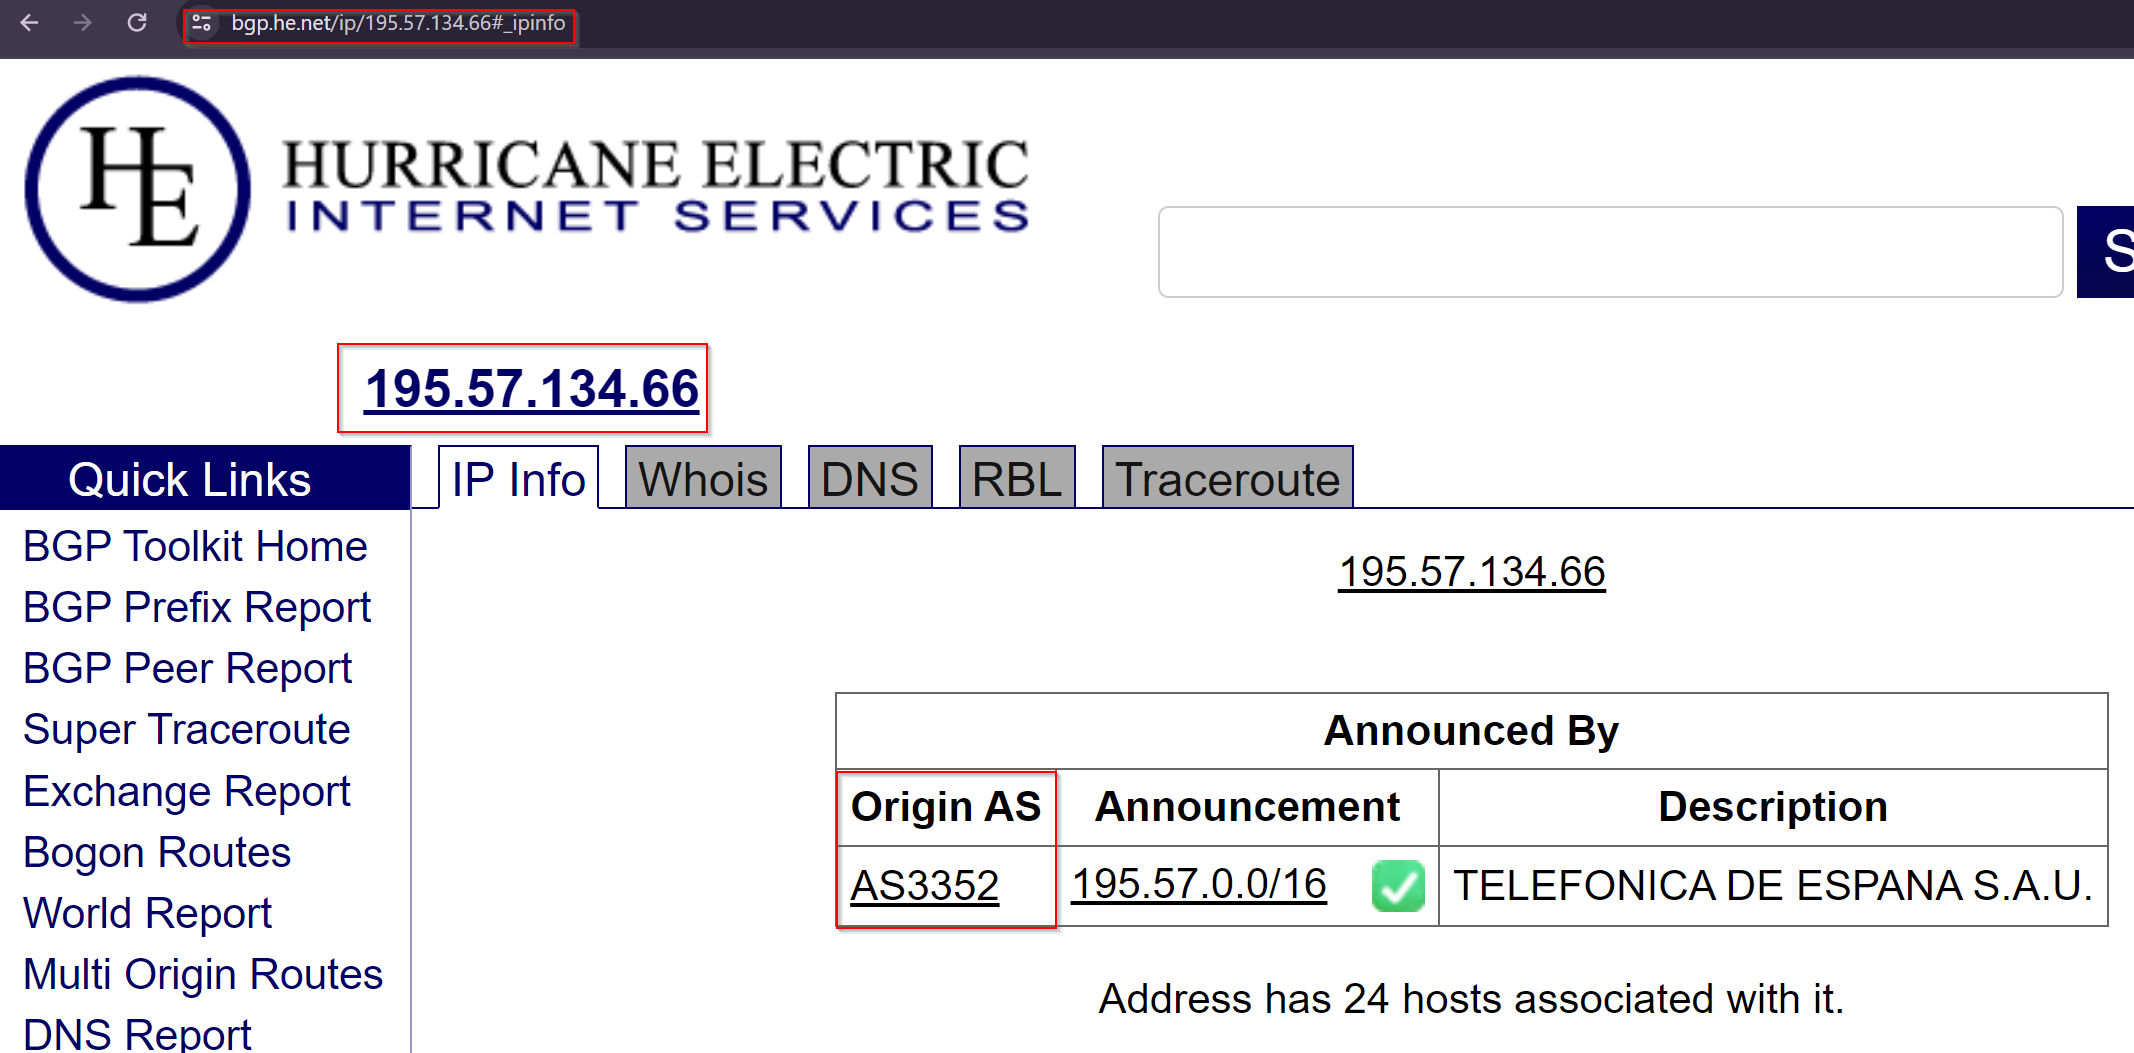 bgp.he.net/ip/195.57.134.66#_ipinfo
HE
HURRICANE ELECTRIC
INTERNET SERVICES
S
195.57.134.66
Quick Links
IP Info Whois DNS RBL Traceroute
BGP Toolkit Home
BGP Prefix Report
BGP Peer Report
Super Traceroute
Exchange Report
Bogon Routes
World Report
Multi Origin Routes
DNS Report
195.57.134.66
Announced By
Origin AS Announcement Description
AS3352 195.57.0.0/16 TELEFONICA DE ESPANA S.A.U.
Address has 24 hosts associated with it.